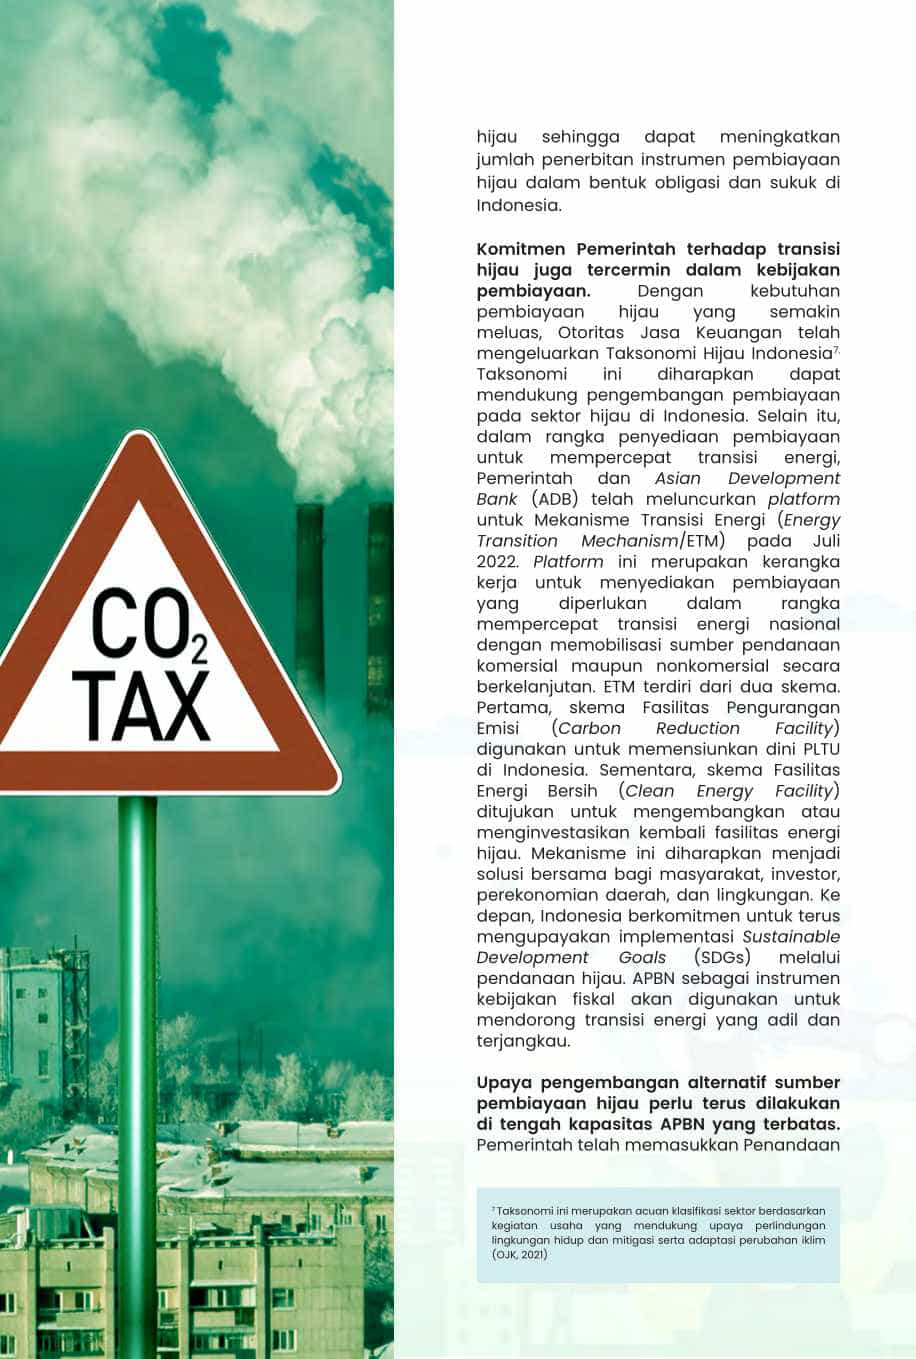 CO2
TAX
hijau sehingga dapat meningkatkan
jumlah penerbitan instrumen pembiayaan
hijau dalam bentuk obligasi dan sukuk di
Indonesia.
Komitmen Pemerintah terhadap transisi
hijau juga tercermin dalam kebijakan
pembiayaan. Dengan kebutuhan
pembiayaan hijau yang semakin
meluas, Otoritas Jasa Keuangan telah
mengeluarkan Taksonomi Hijau Indonesia7.
Taksonomi ini diharapkan dapat
mendukung pengembangan pembiayaan
pada sektor hijau di Indonesia. Selain itu,
dalam rangka penyediaan pembiayaan
untuk mempercepat transisi energi,
Pemerintah dan Asian Development
Bank (ADB) telah meluncurkan platform
untuk Mekanisme Transisi Energi (Energy
Transition Mechanism/ETM) pada Juli
2022. Platform ini merupakan kerangka
kerja untuk menyediakan pembiayaan
yang diperlukan dalam rangka
mempercepat transisi energi nasional
dengan memobilisasi sumber pendanaan
komersial maupun nonkomersial secara
berkelanjutan. ETM terdiri dari dua skema.
Pertama, skema Fasilitas Pengurangan
Emisi (Carbon Reduction Facility)
digunakan untuk memensiunkan dini PLTU
di Indonesia. Sementara, skema Fasilitas
Energi Bersih (Clean Energy Facility)
ditujukan untuk mengembangkan atau
menginvestasikan kembali fasilitas energi
hijau. Mekanisme ini diharapkan menjadi
solusi bersama bagi masyarakat, investor,
perekonomian daerah, dan lingkungan. Ke
depan, Indonesia berkomitmen untuk terus
mengupayakan implementasi Sustainable
Development Goals (SDGs) melalui
pendanaan hijau. APBN sebagai instrumen
kebijakan fiskal akan digunakan untuk
mendorong transisi energi yang adil dan
terjangkau.
Upaya pengembangan alternatif sumber
pembiayaan hijau perlu terus dilakukan
di tengah kapasitas APBN yang terbatas.
Pemerintah telah memasukkan Penandaan
7 Taksonomi ini merupakan acuan klasifikasi sektor berdasarkan
kegiatan usaha yang mendukung upaya perlindungan
lingkungan hidup dan mitigasi serta adaptasi perubahan iklim
(OJK, 2021)